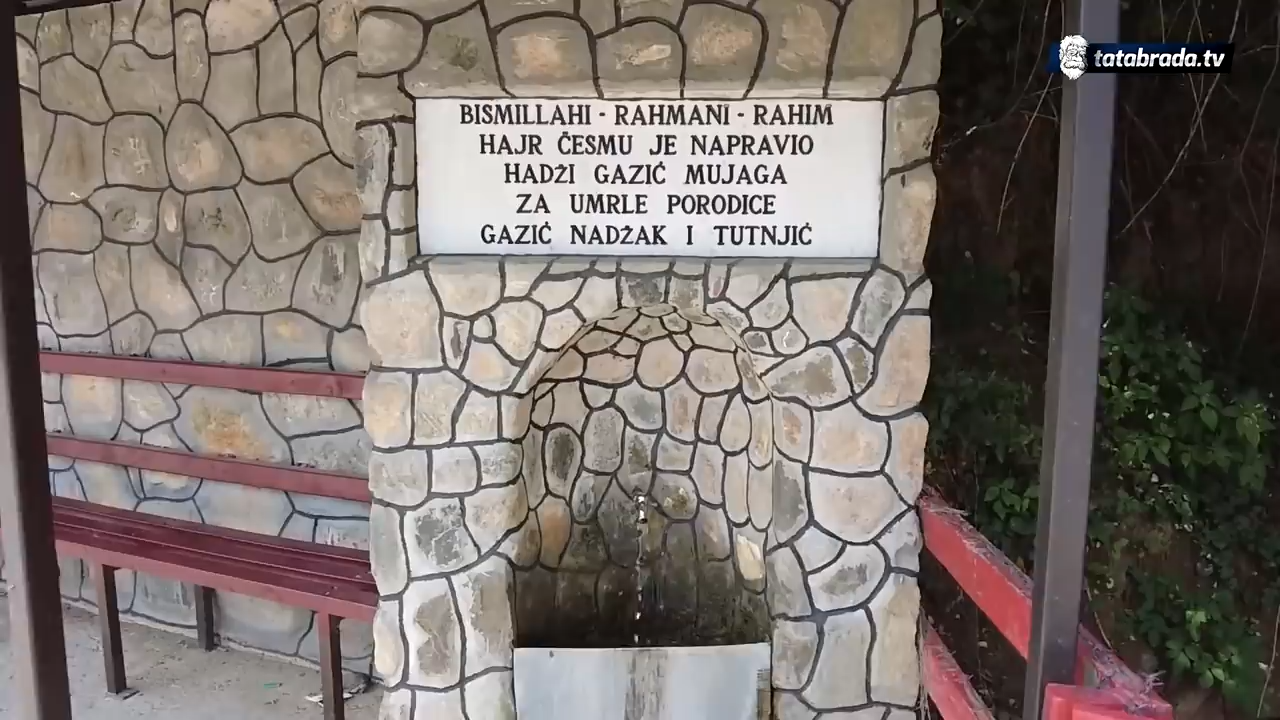 tatabrada.tv
BISMILLAHI - RAHMANI - RAHIM
HAJR ČESMU JE NAPRAVIO
HADŽI GAZIĆ MUJAGA
ZA UMRLE PORODICE
GAZIĆ NADŽAK I TUTNJIĆ